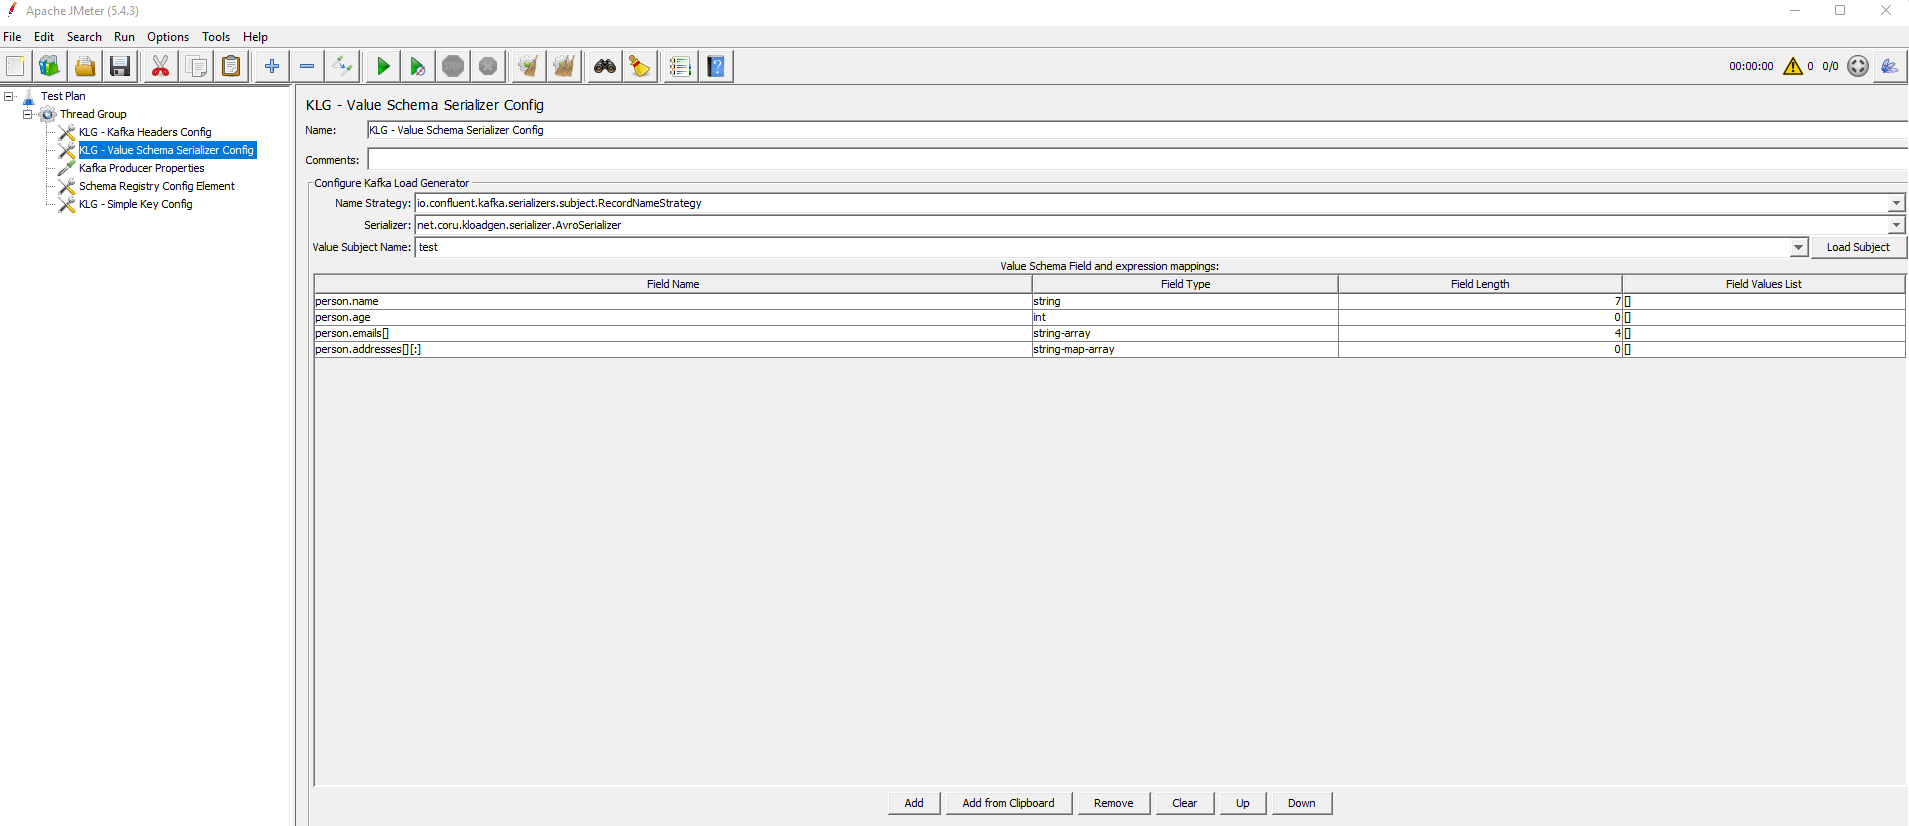 Apache JMeter (5.4.3)
File Edit Search Run Options Tools Help
STOP 00:00:00 0 0/0
Test Plan
Thread Group
KLG - Kafka Headers Config
KLG - Value Schema Serializer Config
Kafka Producer Properties
Schema Registry Config Element
KLG - Simple Key Config
KLG - Value Schema Serializer Config
Name: KLG - Value Schema Serializer Config
Comments:
Configure Kafka Load Generator
Name Strategy: io.confluent.kafka.serializers.subject.RecordNameStrategy
Serializer: net.coru.kloadgen.serializer.AvroSerializer
Value Subject Name: test Load Subject
Value Schema Field and expression mappings:
Field Name Field Type Field Length Field Values List
person.name string 7 []
person.age int 0 []
person.emails[] string-array 4 []
person.addresses[][:] string-map-array 0 []
Add Add from Clipboard Remove Clear Up Down